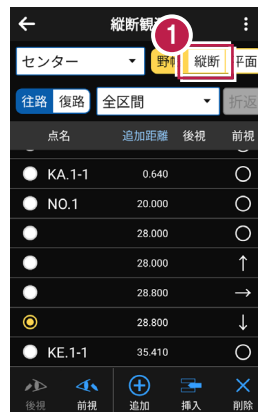 縦断観
1
センター 野帳 縦断 平面
往路 復路 全区間 折返
点名 追加距離 後視 前視
KA.1-1 0.640
NO.1 20.000
28.000
28.000 ↑
28.800 →
28.800 ↓
KE.1-1 35.410
後視 前視 追加 挿入 削除